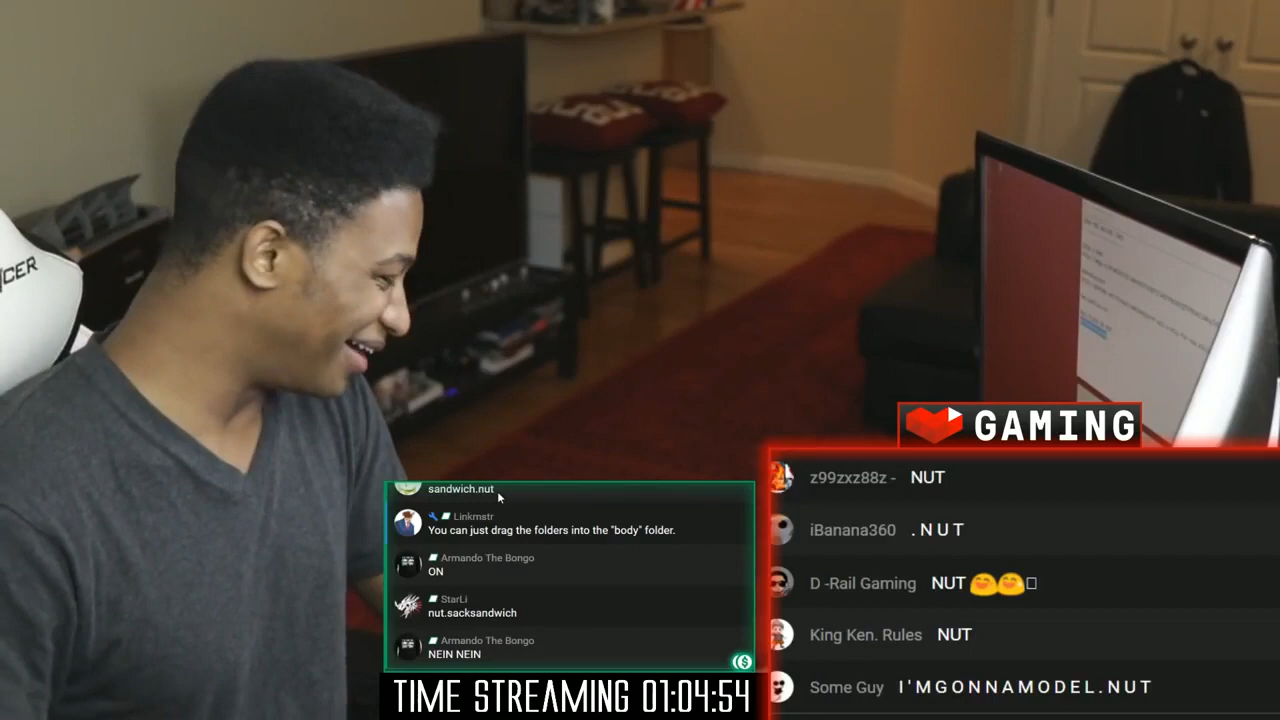 CER
GAMING
z99zxz88z - NUT
iBanana360 . N U T
D -Rail Gaming NUT
King Ken. Rules NUT
Some Guy I ' M G O N N A M O D E L . N U T
sandwich.nut
Linkmstr
You can just drag the folders into the "body" folder.
Armando The Bongo
ON
StarLi
nut.sacksandwich
Armando The Bongo
NEIN NEIN
TIME STREAMING 01:04:54